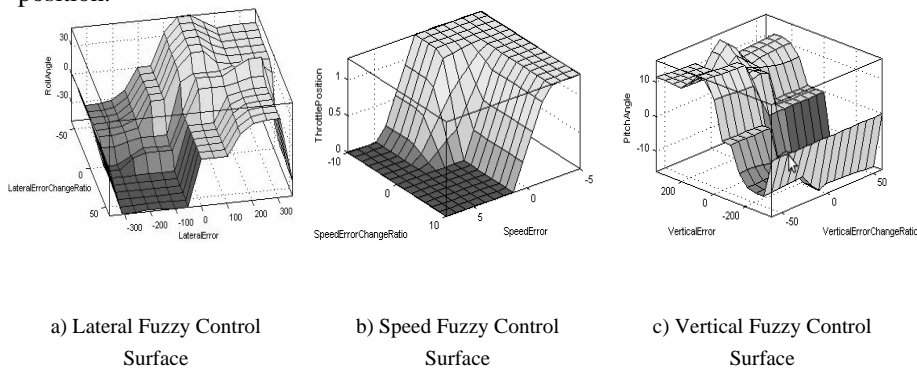 position.
30
0
-30
RollAngle
-50
0
50
LateralErrorChangeRatio
-300 -200 -100 0 100 200 300
LateralError
1
0.5
0
ThrottlePosition
-10
0
10
SpeedErrorChangeRatio
5 0 -5
SpeedError
10
0
-10
PitchAngle
200 0 -200
VerticalError
-50 0 50
VerticalErrorChangeRatio
a) Lateral Fuzzy Control
Surface
b) Speed Fuzzy Control
Surface
c) Vertical Fuzzy Control
Surface